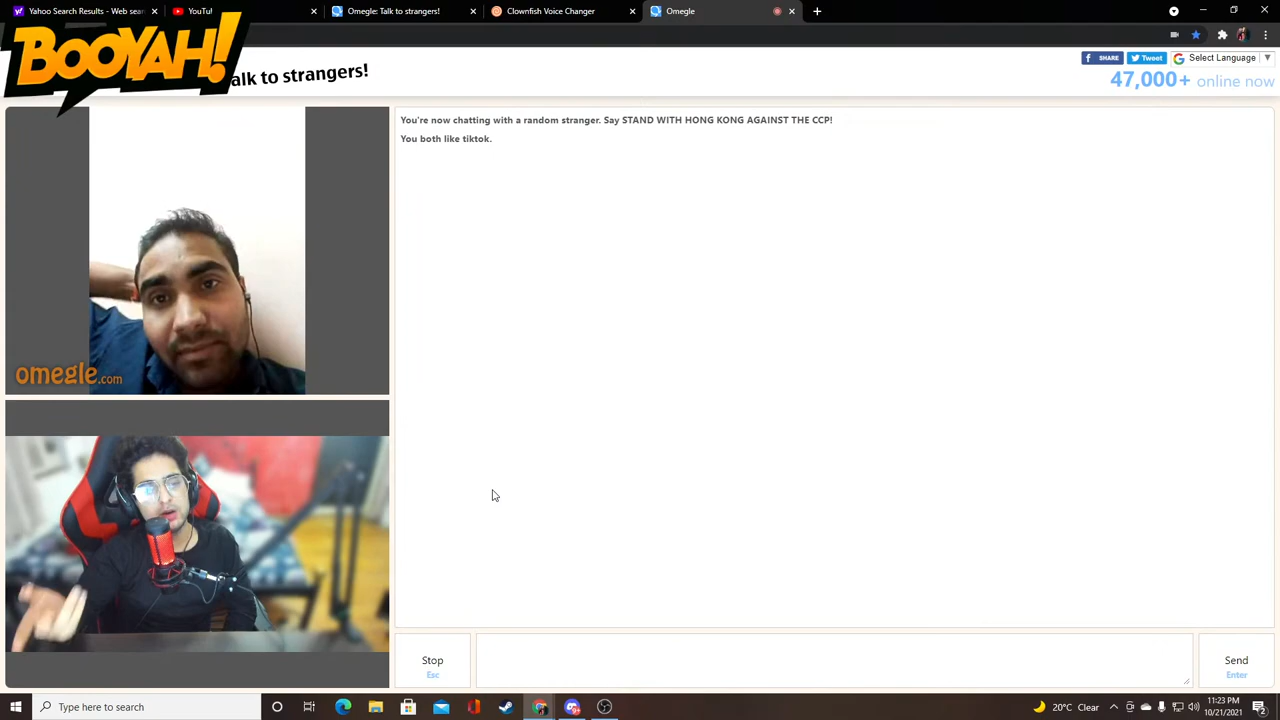 Yahoo Search Results - Web sear
YouTube
Omegle: Talk to strangers!
Clownfish Voice Changer
Omegle
BOOYAH!
alk to strangers!
SHARE
Tweet
Select Language
47,000+ online now
You're now chatting with a random stranger. Say STAND WITH HONG KONG AGAINST THE CCP!
You both like tiktok.
omegle.com
Stop
Esc
Send
Enter
Type here to search
20°C Clear
11:23 PM
10/21/2021
2